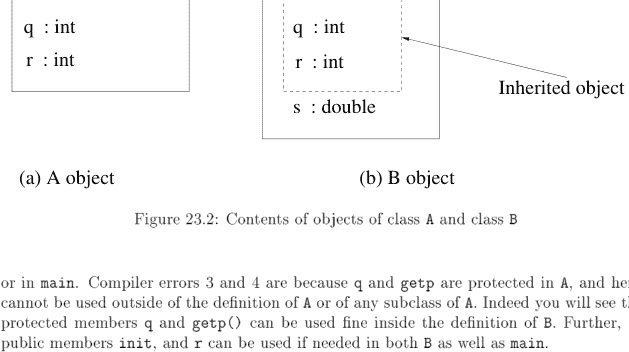 q : int
r : int
q : int
r : int
s : double
Inherited object
(a) A object
(b) B object
Figure 23.2: Contents of objects of class A and class B
or in main. Compiler errors 3 and 4 are because q and getp are protected in A, and
cannot be used outside of the definition of A or of any subclass of A. Indeed you will see
protected members q and getp() can be used fine inside the definition of B. Further,
public members init, and r can be used if needed in both B as well as main.